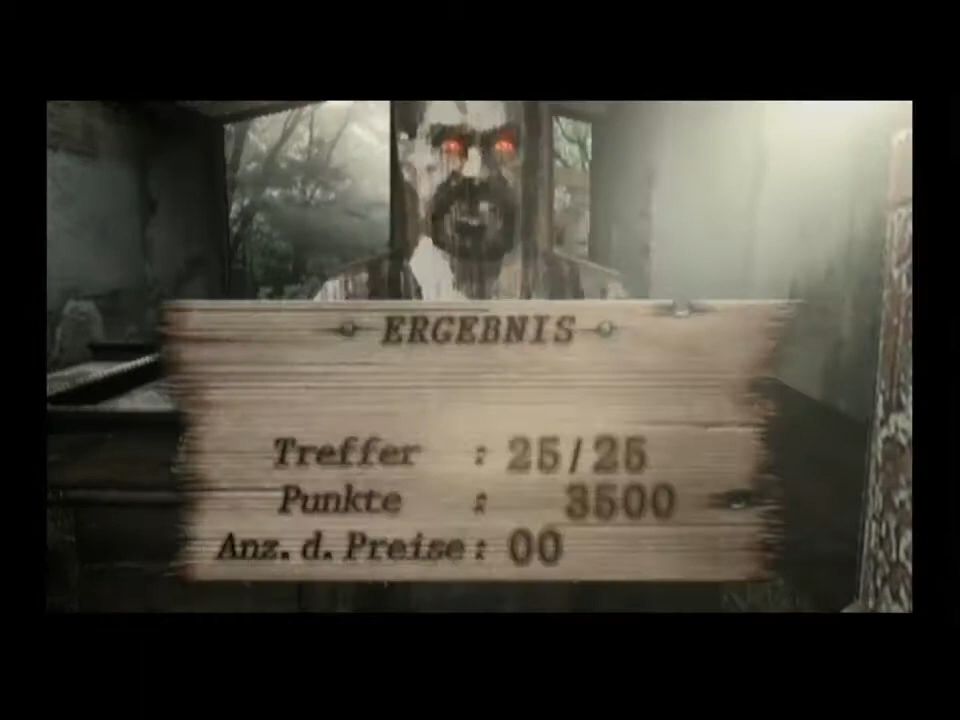 ERGEBNIS
Treffer : 25/25
Punkte : 3500
Anz. d. Preise : 00